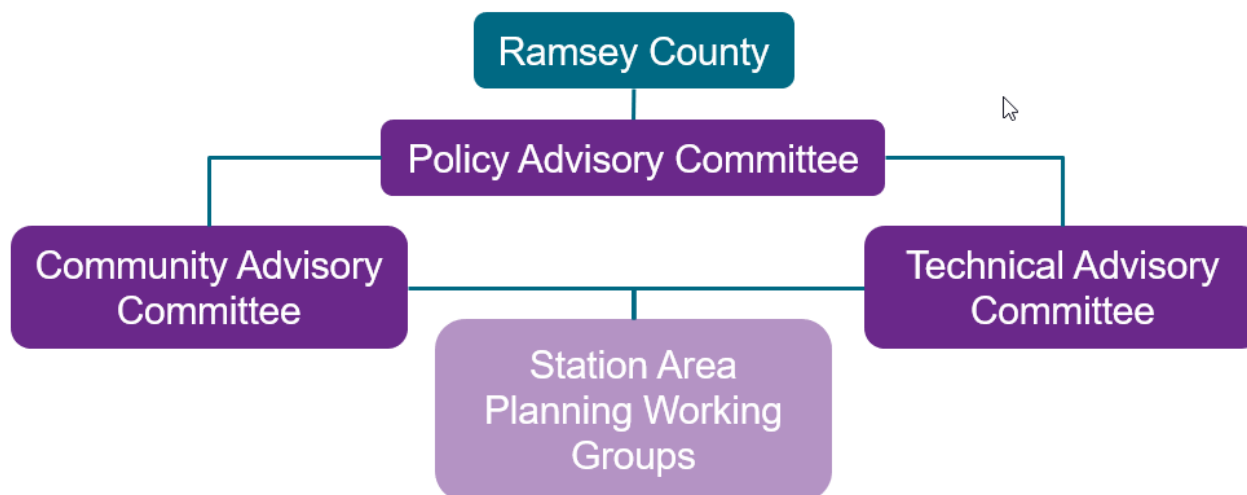 Ramsey County
Policy Advisory Committee
Community Advisory
Committee
Technical Advisory
Committee
Station Area
Planning Working
Groups